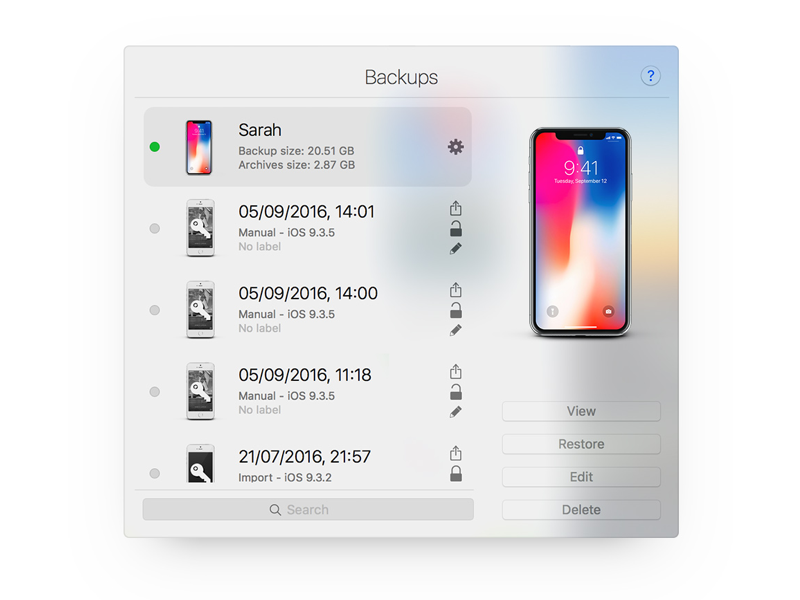 Backups
?
Sarah
Backup size: 20.51 GB
Archives size: 2.87 GB
05/09/2016, 14:01
Manual - iOS 9.3.5
No label
05/09/2016, 14:00
Manual - iOS 9.3.5
No label
05/09/2016, 11:18
Manual - iOS 9.3.5
No label
21/07/2016, 21:57
Import - iOS 9.3.2
Search
9:41
Tuesday, September 12
View
Restore
Edit
Delete